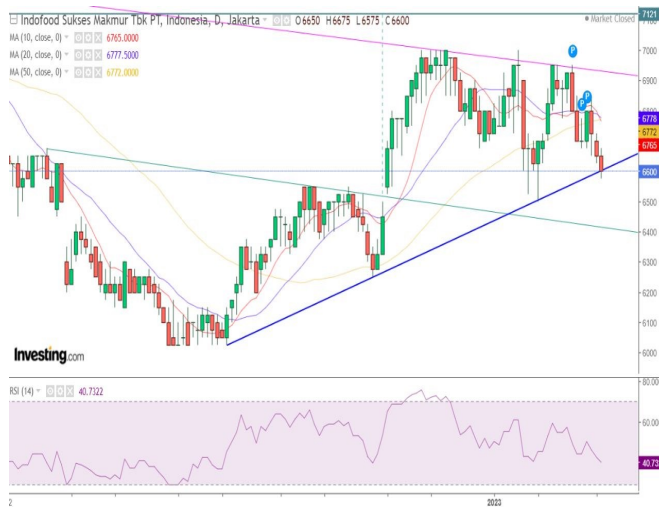 Indofood Sukses Makmur Tbk PT, Indonesia, D, Jakarta O6650 H6675 L6575 C6600
Market Closed
MA (10, close, 0) 6765.0000
MA (20, close, 0) 6777.5000
MA (50, close, 0) 6772.0000
P
P P
7121
7000
6900
6778
6772
6765
6600
6500
6400
6300
6200
6100
6000
Investing.com
RSI (14) 40.7322
80.00
60.00
40.73
2023